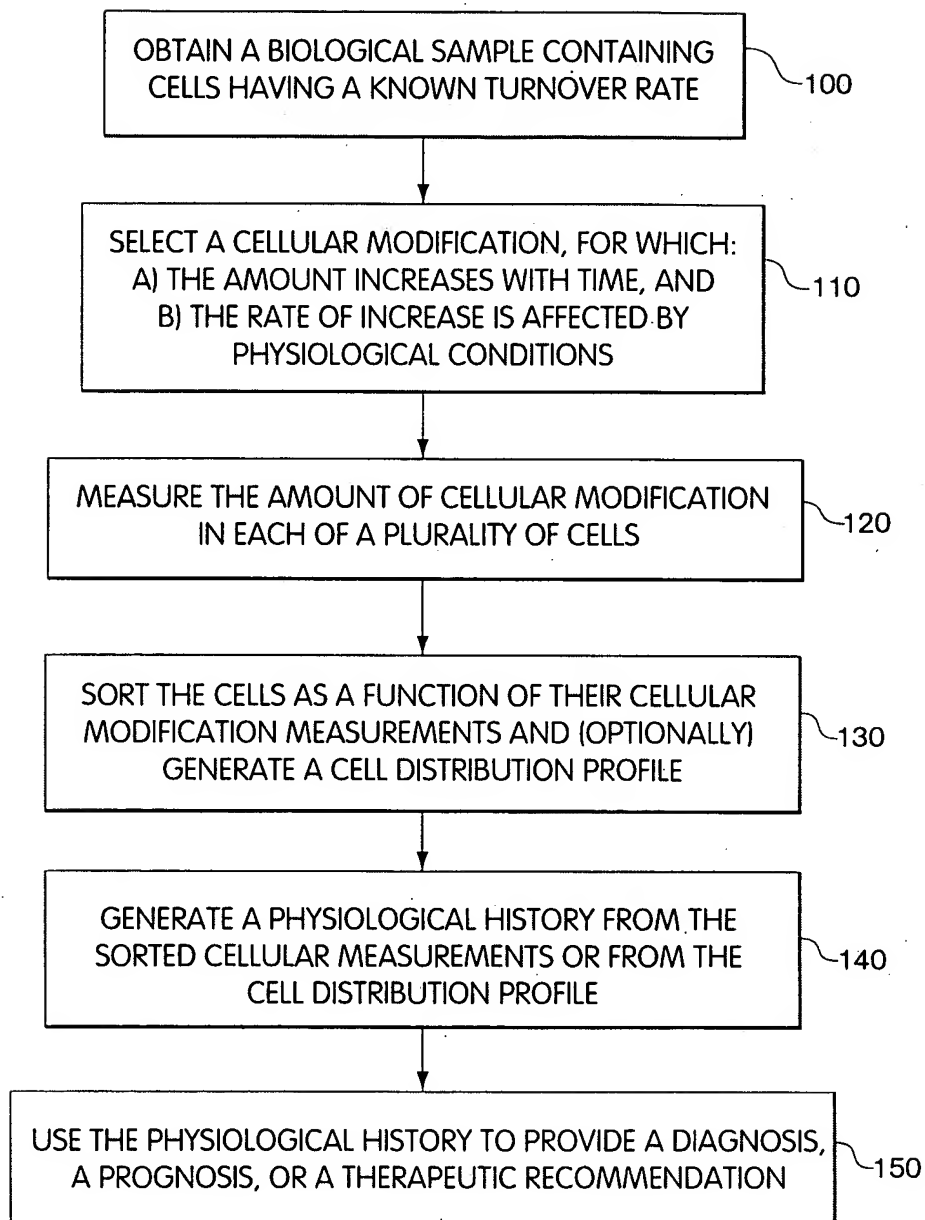 OBTAIN A BIOLOGICAL SAMPLE CONTAINING
CELLS HAVING A KNOWN TURNOVER RATE
100
SELECT A CELLULAR MODIFICATION, FOR WHICH:
A) THE AMOUNT INCREASES WITH TIME, AND
B) THE RATE OF INCREASE IS AFFECTED BY
PHYSIOLOGICAL CONDITIONS
110
MEASURE THE AMOUNT OF CELLULAR MODIFICATION
IN EACH OF A PLURALITY OF CELLS
120
SORT THE CELLS AS A FUNCTION OF THEIR CELLULAR
MODIFICATION MEASUREMENTS AND (OPTIONALLY)
GENERATE A CELL DISTRIBUTION PROFILE
130
GENERATE A PHYSIOLOGICAL HISTORY FROM THE
SORTED CELLULAR MEASUREMENTS OR FROM THE
CELL DISTRIBUTION PROFILE
140
USE THE PHYSIOLOGICAL HISTORY TO PROVIDE A DIAGNOSIS,
A PROGNOSIS, OR A THERAPEUTIC RECOMMENDATION
150